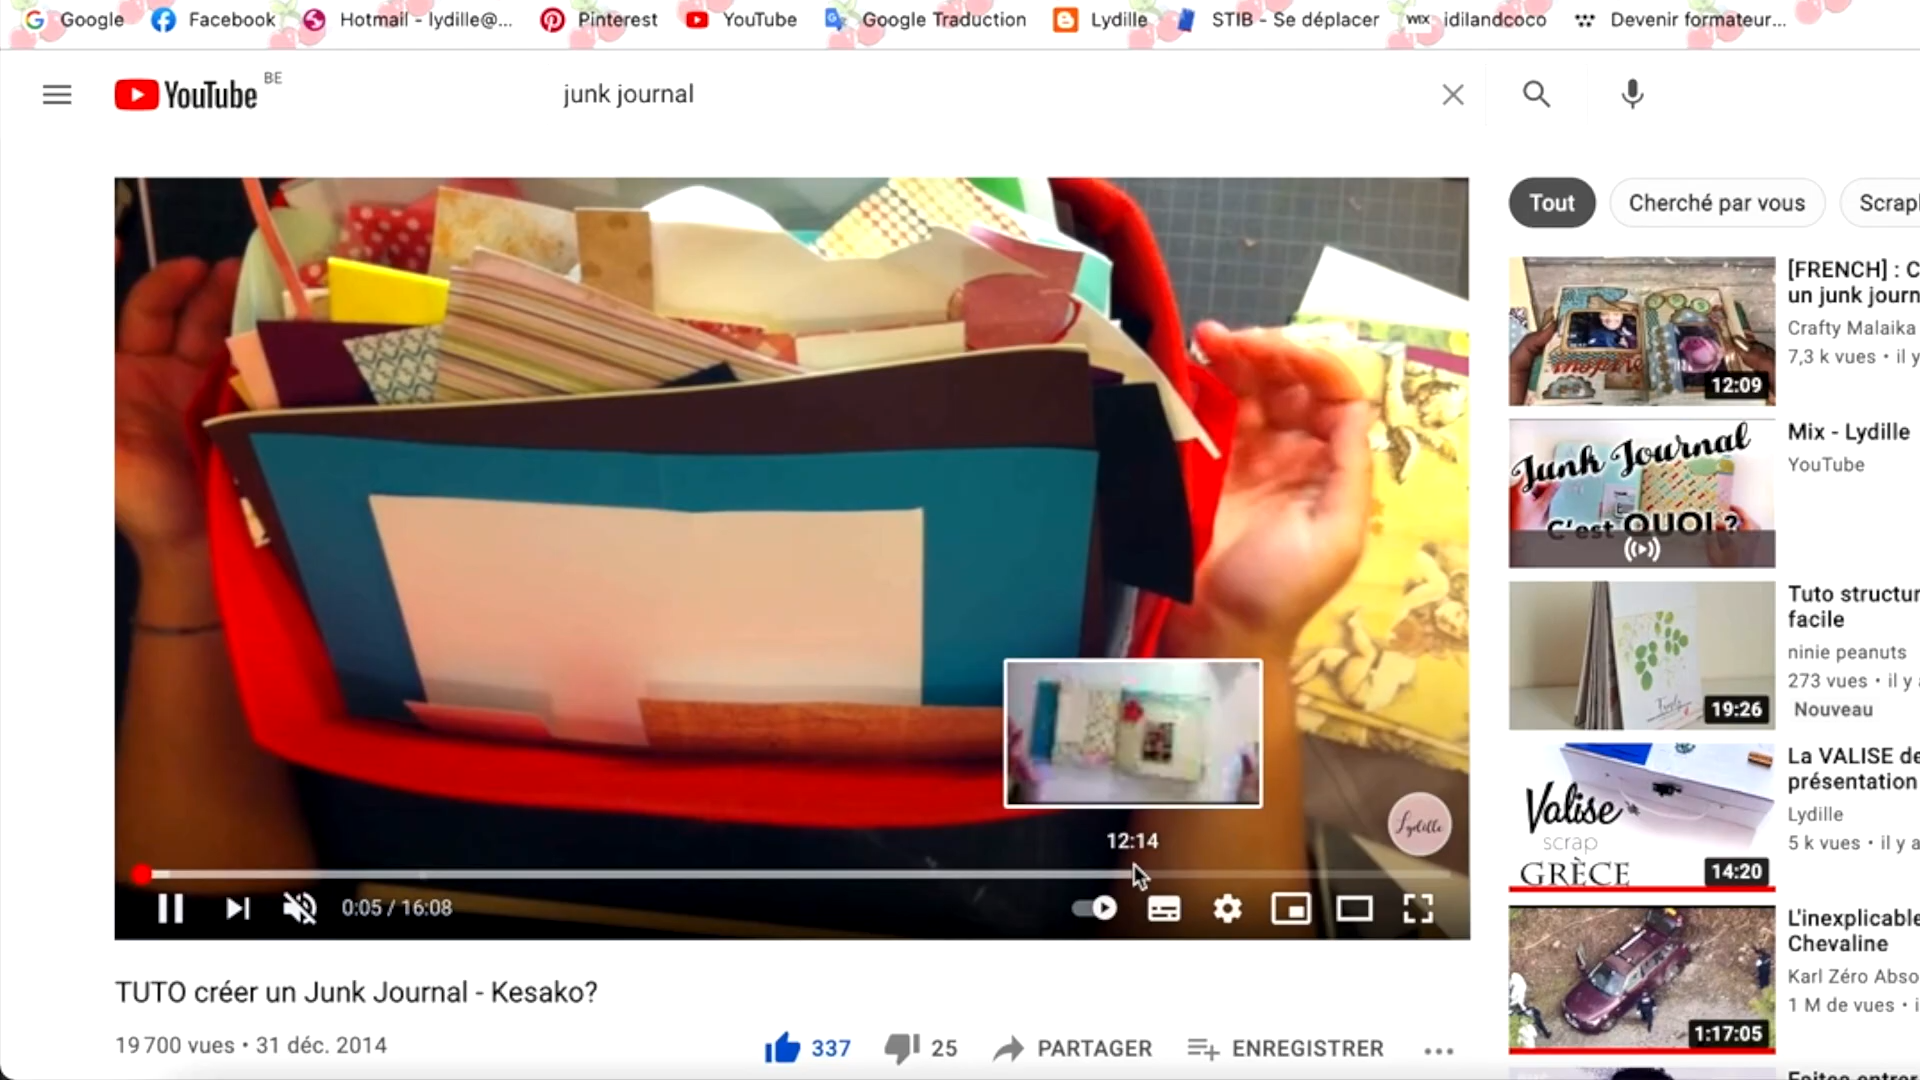 Google Facebook Hotmail - lydille@... Pinterest YouTube Google Traduction Lydille STIB - Se déplacer WIX idilandcoco Devenir formateur...
YouTube BE
junk journal
Tout Cherché par vous
[FRENCH] : C
un junk journ
Crafty Malaika
7,3 k vues • il y
12:09
Junk Journal
C'est QUOI ?
Mix - Lydille
YouTube
Tuto structur
facile
ninie peanuts
273 vues • il y a
Nouveau
19:26
Valise
scrap
GRÈCE
14:20
La VALISE de
présentation
Lydille
5 k vues • il y a
L'inexplicable
Chevaline
Karl Zéro Abso
1 M de vues • i
1:17:05
Lydille
12:14
0:05 / 16:08
TUTO créer un Junk Journal - Kesako?
19 700 vues • 31 déc. 2014
337 25 PARTAGER ENREGISTRER ...